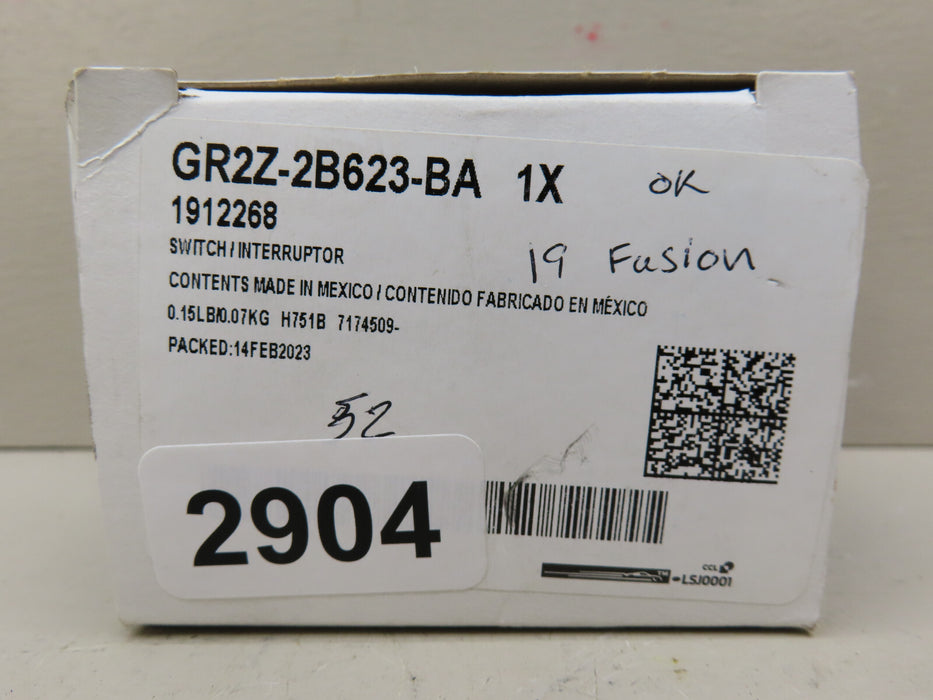 GR2Z-2B623-BA 1X OK
1912268
SWITCH / INTERRUPTOR
19 Fusion
CONTENTS MADE IN MEXICO / CONTENIDO FABRICADO EN MÉXICO
0.15LB/0.07KG H751B 7174509-
PACKED:14FEB2023
52
2904
CCL
LSJ0001